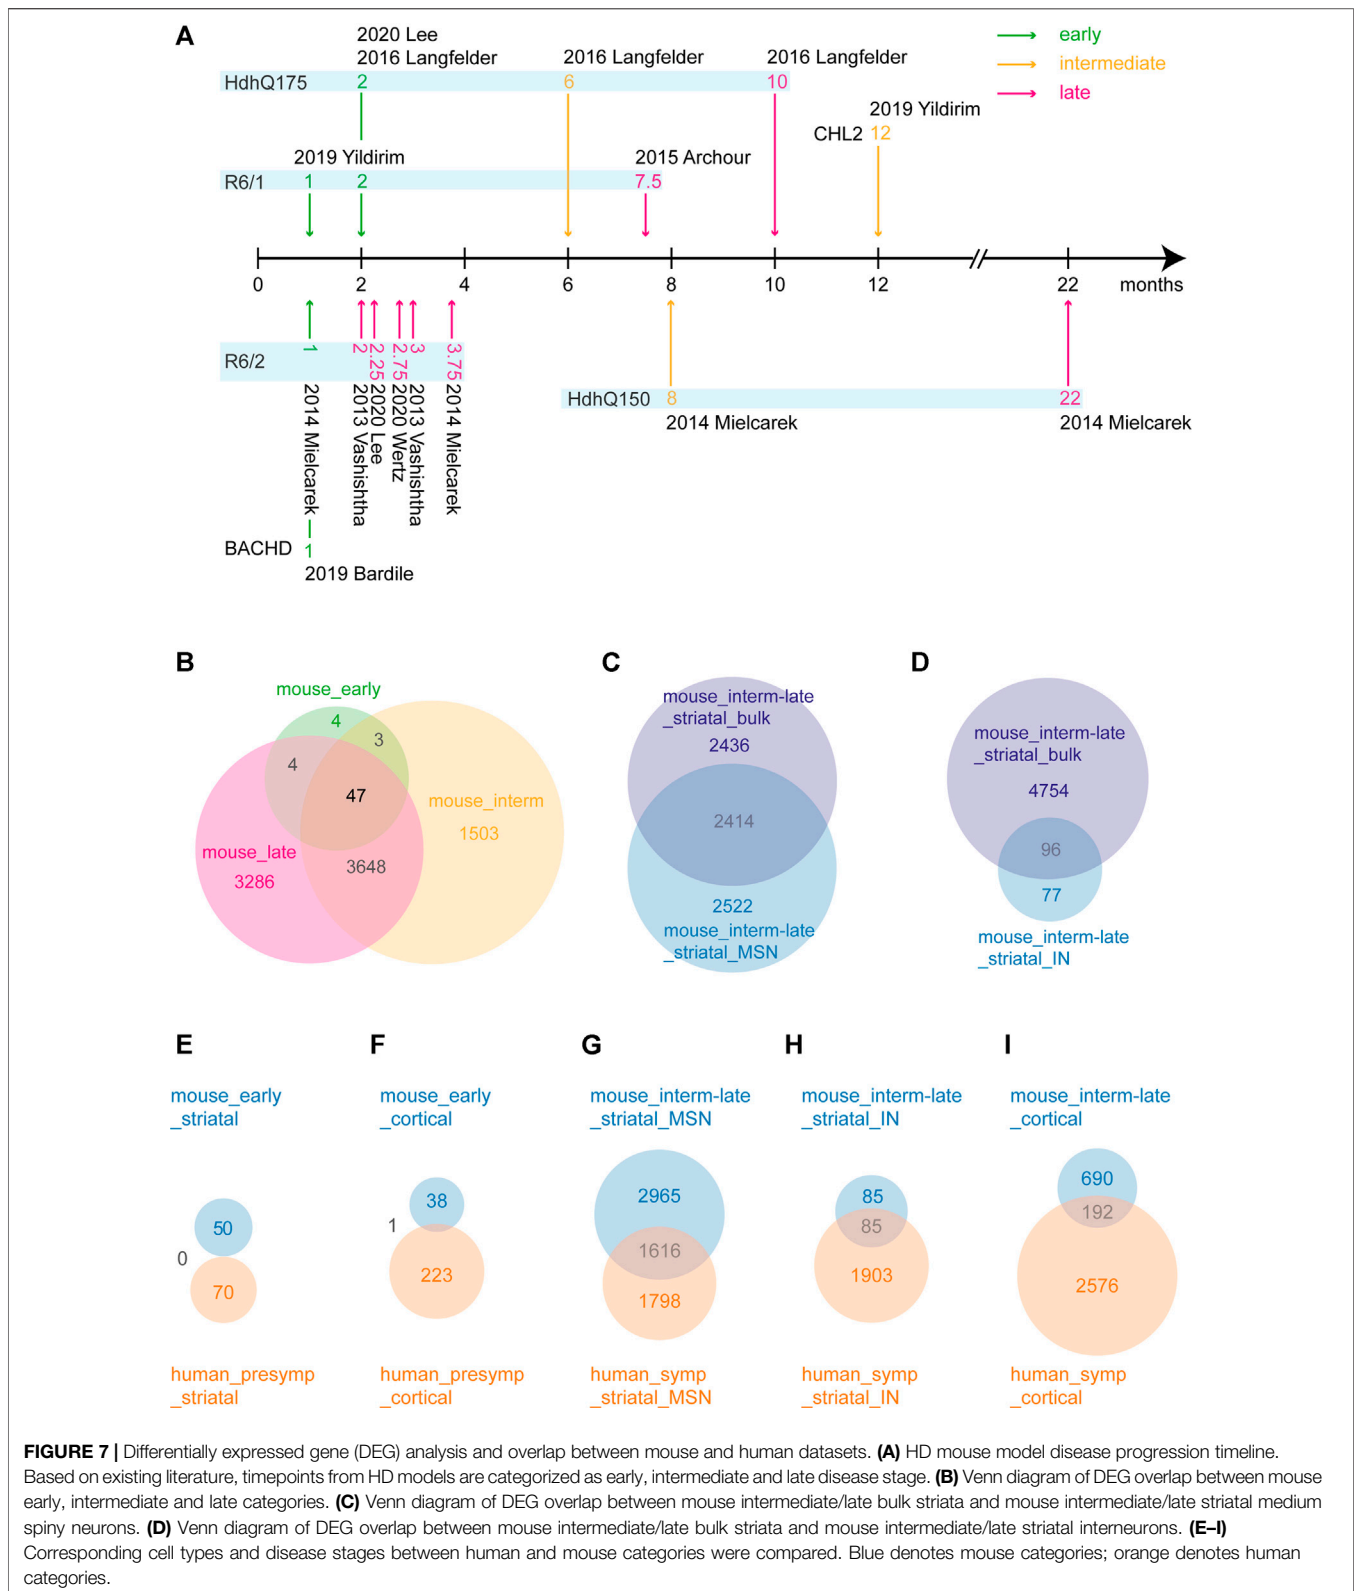 A
2020 Lee
2016 Langfelder
2016 Langfelder
2016 Langfelder
early
intermediate
late
HdhQ175
2
6
10
2019 Yildirim
CHL2 12
2019 Yildirim
2015 Archour
R6/1
1
2
7.5
0
2
4
6
8
10
12
22
months
R6/2
1
2
2.25
2.75
3
3.75
2014 Mielcarek
2013 Vashishtha
2020 Lee
2020 Wertz
2013 Vashishtha
2014 Mielcarek
HdhQ150
8
22
2014 Mielcarek
2014 Mielcarek
BACHD
1
2019 Bardile
B
mouse_early
4
3
4
47
mouse_interm
1503
mouse_late
3286
3648
C
mouse_interm-late
_striatal_bulk
2436
2414
2522
mouse_interm-late
_striatal_MSN
D
mouse_interm-late
_striatal_bulk
4754
96
77
mouse_interm-late
_striatal_IN
E
mouse_early
_striatal
50
0
70
human_presymp
_striatal
F
mouse_early
_cortical
38
1
223
human_presymp
_cortical
G
mouse_interm-late
_striatal_MSN
2965
1616
1798
human_symp
_striatal_MSN
H
mouse_interm-late
_striatal_IN
85
85
1903
human_symp
_striatal_IN
I
mouse_interm-late
_cortical
690
192
2576
human_symp
_cortical
FIGURE 7 | Differentially expressed gene (DEG) analysis and overlap between mouse and human datasets. (A) HD mouse model disease progression timeline.
Based on existing literature, timepoints from HD models are categorized as early, intermediate and late disease stage. (B) Venn diagram of DEG overlap between mouse
early, intermediate and late categories. (C) Venn diagram of DEG overlap between mouse intermediate/late bulk striata and mouse intermediate/late striatal medium
spiny neurons. (D) Venn diagram of DEG overlap between mouse intermediate/late bulk striata and mouse intermediate/late striatal interneurons. (E–I)
Corresponding cell types and disease stages between human and mouse categories were compared. Blue denotes mouse categories; orange denotes human
categories.